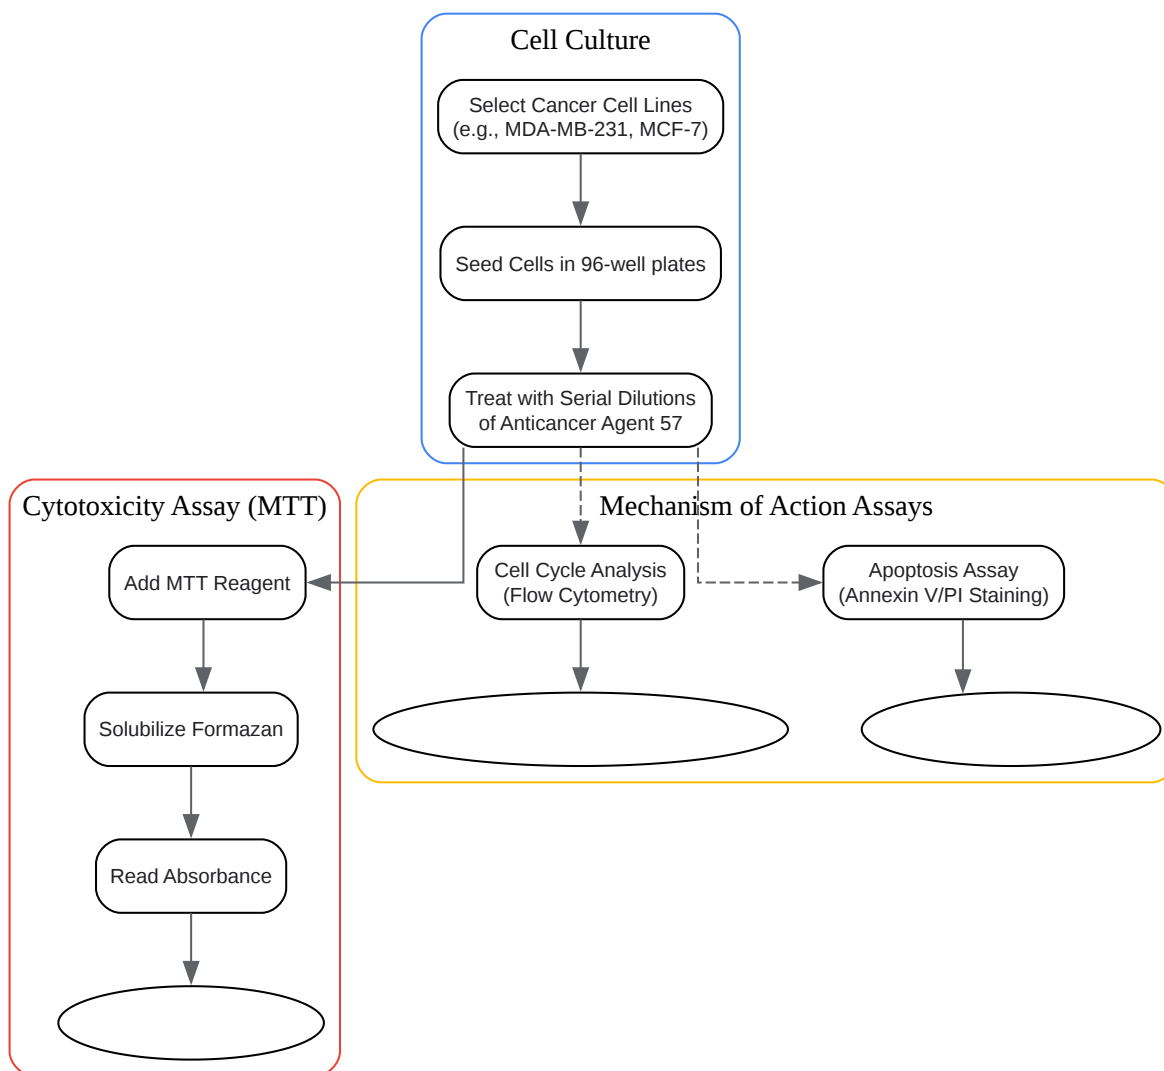 Cell Culture
Select Cancer Cell Lines
(e.g., MDA-MB-231, MCF-7)
Seed Cells in 96-well plates
Treat with Serial Dilutions
of Anticancer Agent 57
Cytotoxicity Assay (MTT)
Add MTT Reagent
Solubilize Formazan
Read Absorbance
Mechanism of Action Assays
Cell Cycle Analysis
(Flow Cytometry)
Apoptosis Assay
(Annexin V/PI Staining)